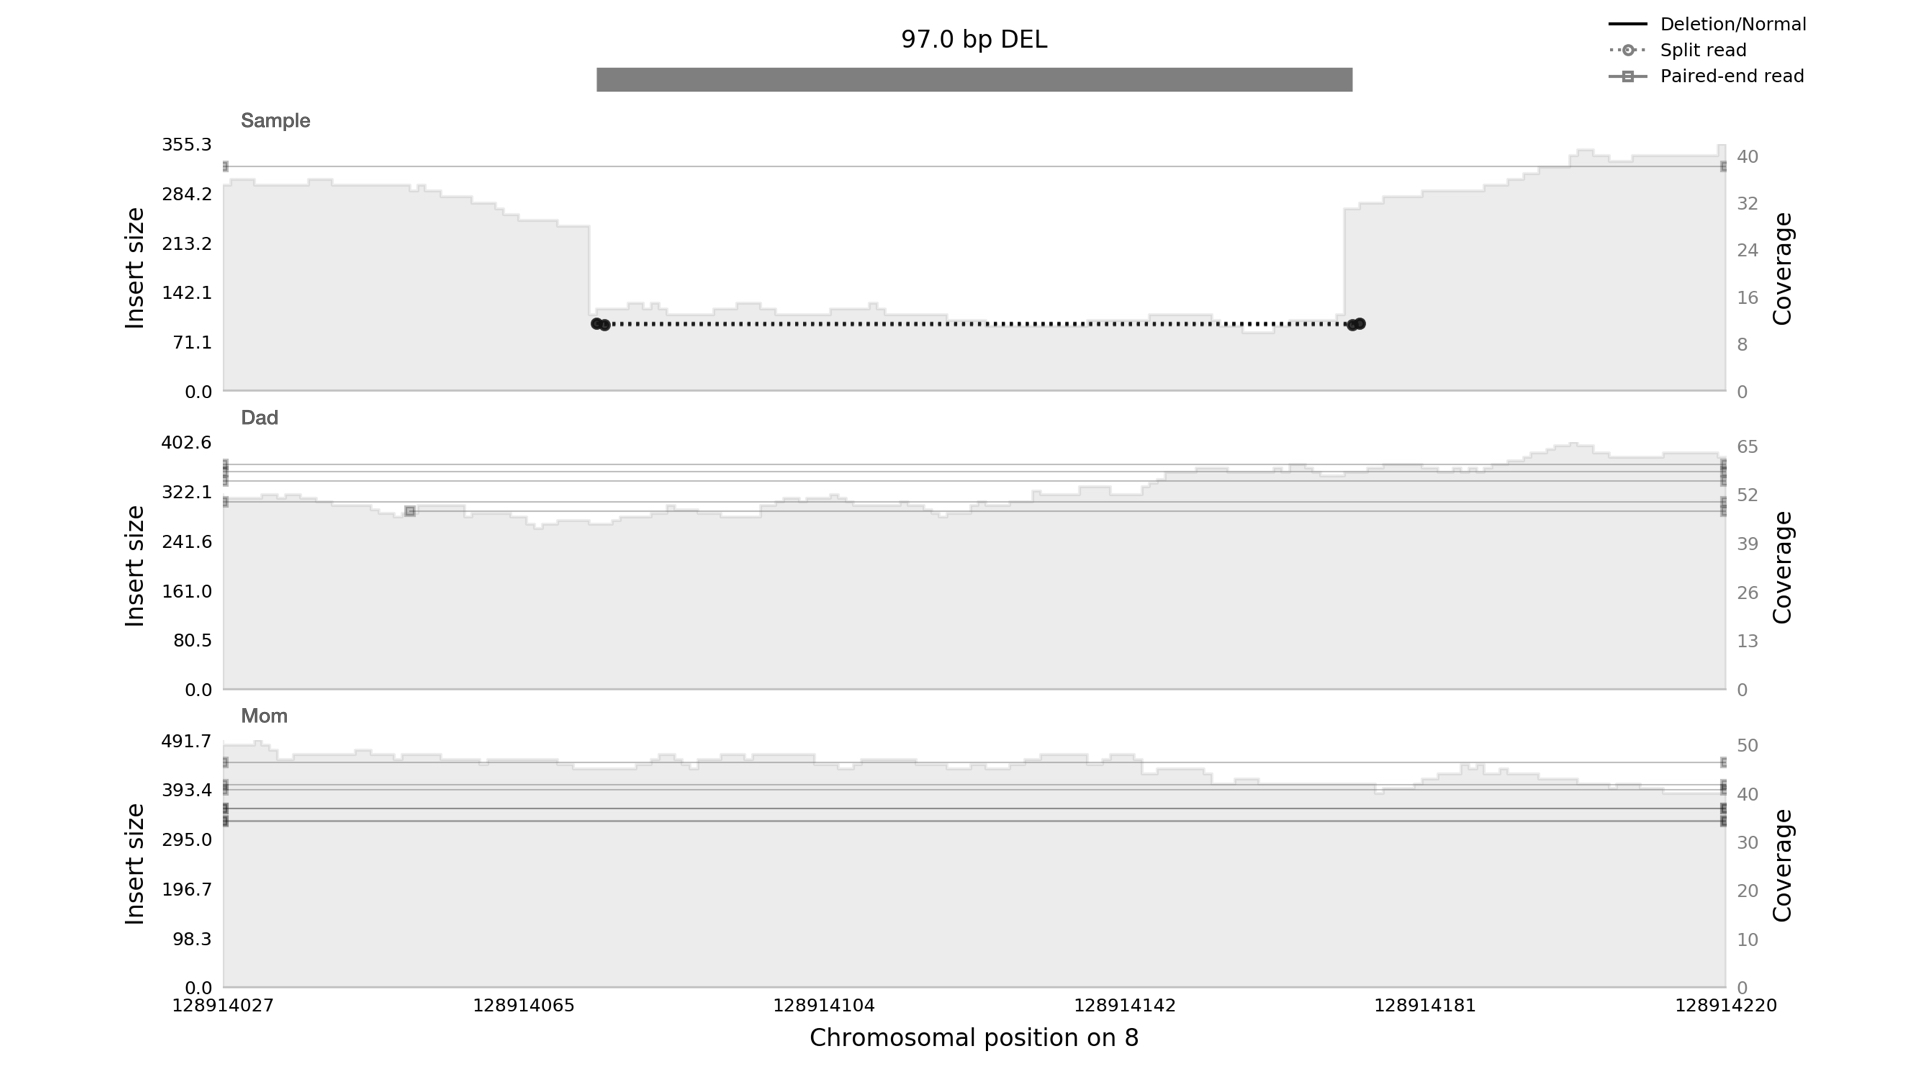 97.0 bp DEL
Deletion/Normal
Split read
Paired-end read
Sample
355.3
284.2
213.2
142.1
71.1
0.0
Insert size
40
32
24
16
8
0
Coverage
Dad
402.6
322.1
241.6
161.0
80.5
0.0
Insert size
65
52
39
26
13
0
Coverage
Mom
491.7
393.4
295.0
196.7
98.3
0.0
Insert size
50
40
30
20
10
0
Coverage
128914027 128914065 128914104 128914142 128914181 128914220
Chromosomal position on 8